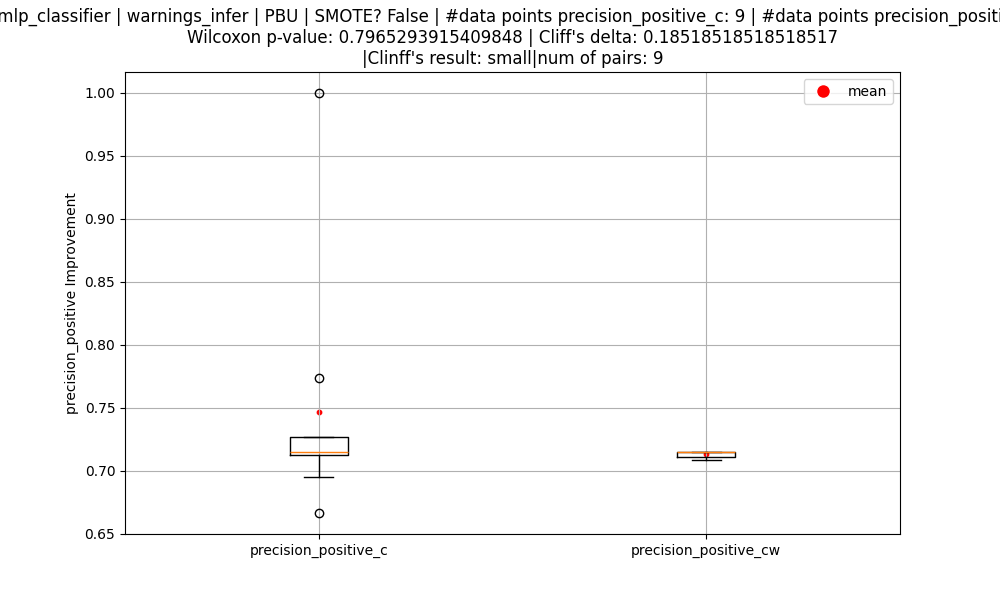 mlp_classifier | warnings_infer | PBU | SMOTE? False | #data points precision_positive_c: 9 | #data points
Wilcoxon p-value: 0.7965293915409848 | Cliff's delta: 0.18518518518518517
|Clinff's result: small|num of pairs: 9
mean
1.00
0.95
0.90
0.85
0.80
0.75
0.70
0.65
precision_positive Improvement
precision_positive_c
precision_positive_cw